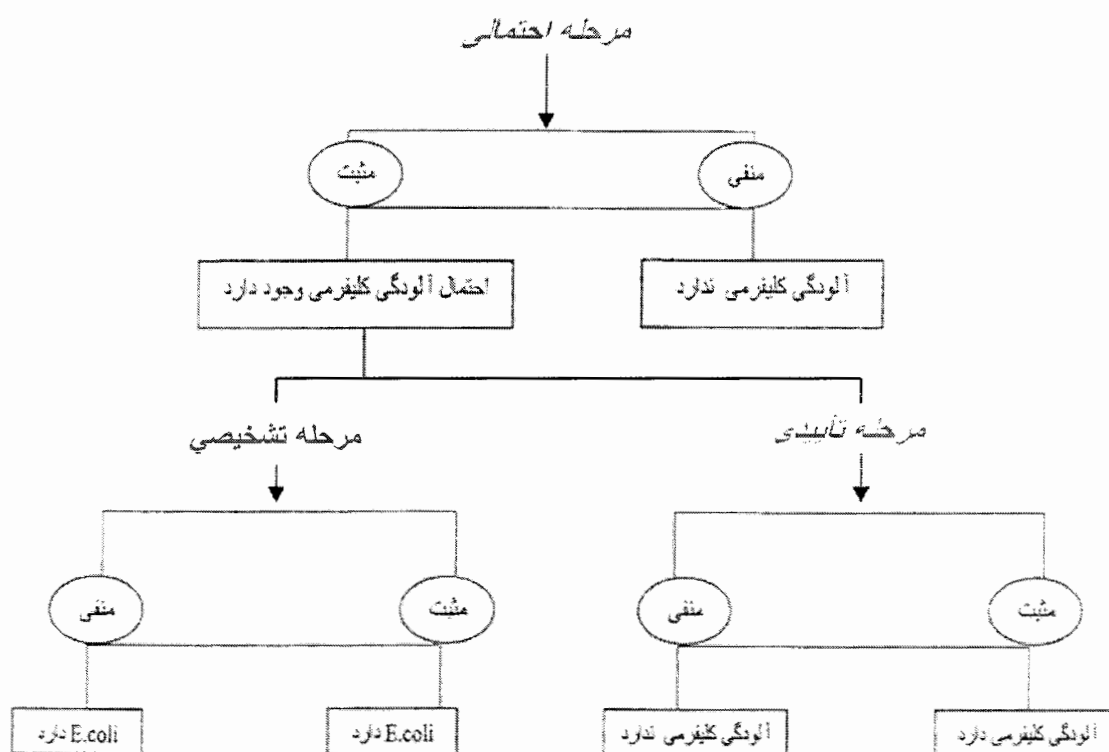 مرحله احتمالی
منفی
مثبت
آلودگی کلیفرمی ندارد
احتمال آلودگی کلیفرمی وجود دارد
مرحله تأییدی
مرحله تشخیصي
مثبت
منفی
مثبت
منفی
آلودگی کلیفرمی دارد
آلودگی کلیفرمی ندارد
E.coli دارد
E.coli دارد